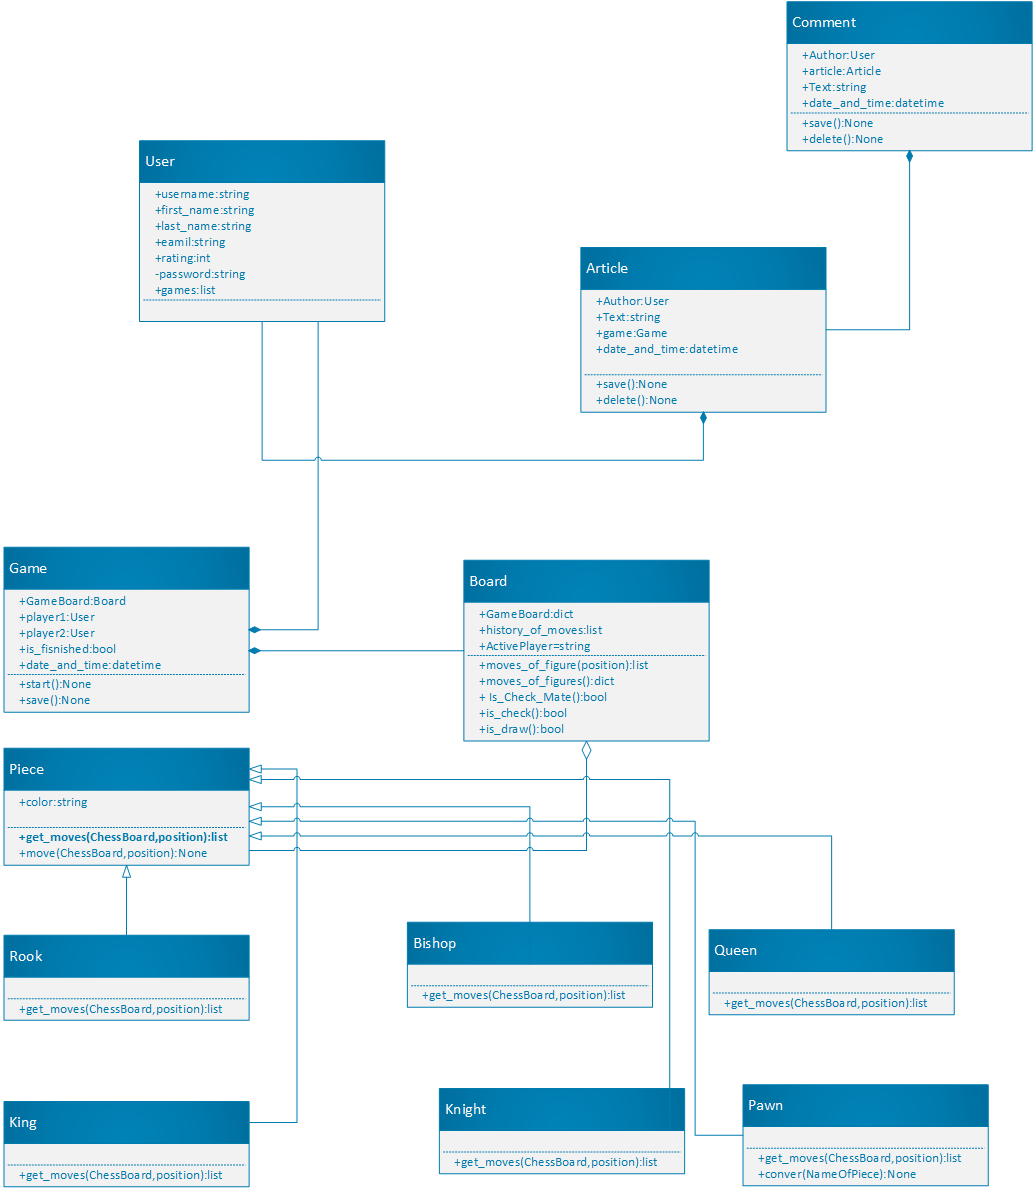 Comment
+Author:User
+article:Article
+Text:string
+date_and_time:datetime
+save():None
+delete():None
User
+username:string
+first_name:string
+last_name:string
+eamil:string
+rating:int
-password:string
+games:list
Article
+Author:User
+Text:string
+game:Game
+date_and_time:datetime
+save():None
+delete():None
Game
+GameBoard:Board
+player1:User
+player2:User
+is_fisnished:bool
+date_and_time:datetime
+start():None
+save():None
Board
+GameBoard:dict
+history_of_moves:list
+ActivePlayer=string
+moves_of_figure(position):list
+moves_of_figures():dict
+ Is_Check_Mate():bool
+is_check():bool
+is_draw():bool
Piece
+color:string
+get_moves(ChessBoard,position):list
+move(ChessBoard,position):None
Rook
+get_moves(ChessBoard,position):list
Bishop
+get_moves(ChessBoard,position):list
Queen
+get_moves(ChessBoard,position):list
King
+get_moves(ChessBoard,position):list
Knight
+get_moves(ChessBoard,position):list
Pawn
+get_moves(ChessBoard,position):list
+conver(NameOfPiece):None